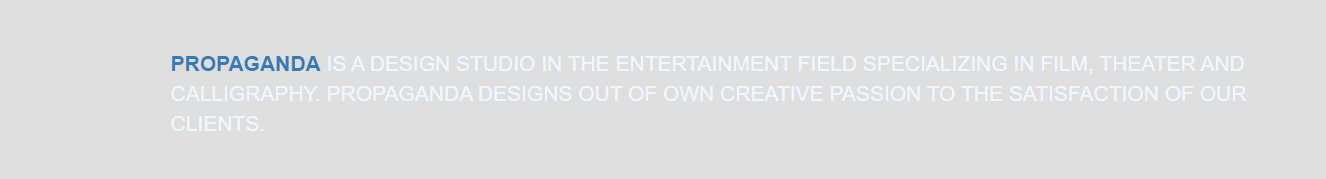 PROPAGANDA IS A DESIGN STUDIO IN THE ENTERTAINMENT FIELD SPECIALIZING IN FILM, THEATER AND
CALLIGRAPHY. PROPAGANDA DESIGNS OUT OF OWN CREATIVE PASSION TO THE SATISFACTION OF OUR
CLIENTS.